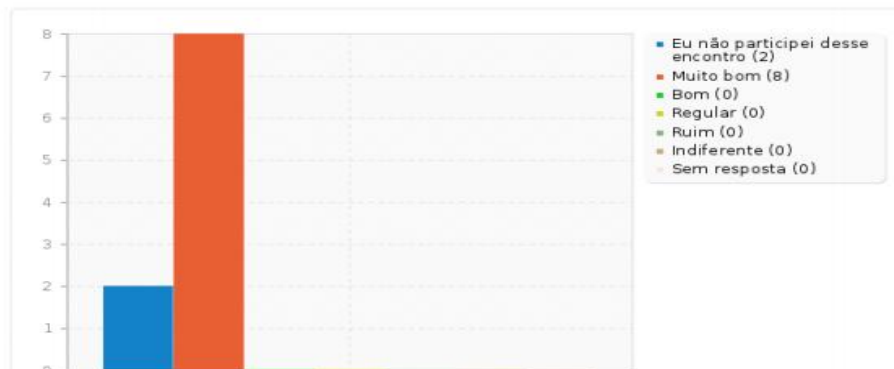 8
7
6
5
4
3
2
1
0
Eu não participei desse
encontro (2)
Muito bom (8)
Bom (0)
Regular (0)
Ruim (0)
Indiferente (0)
Sem resposta (0)